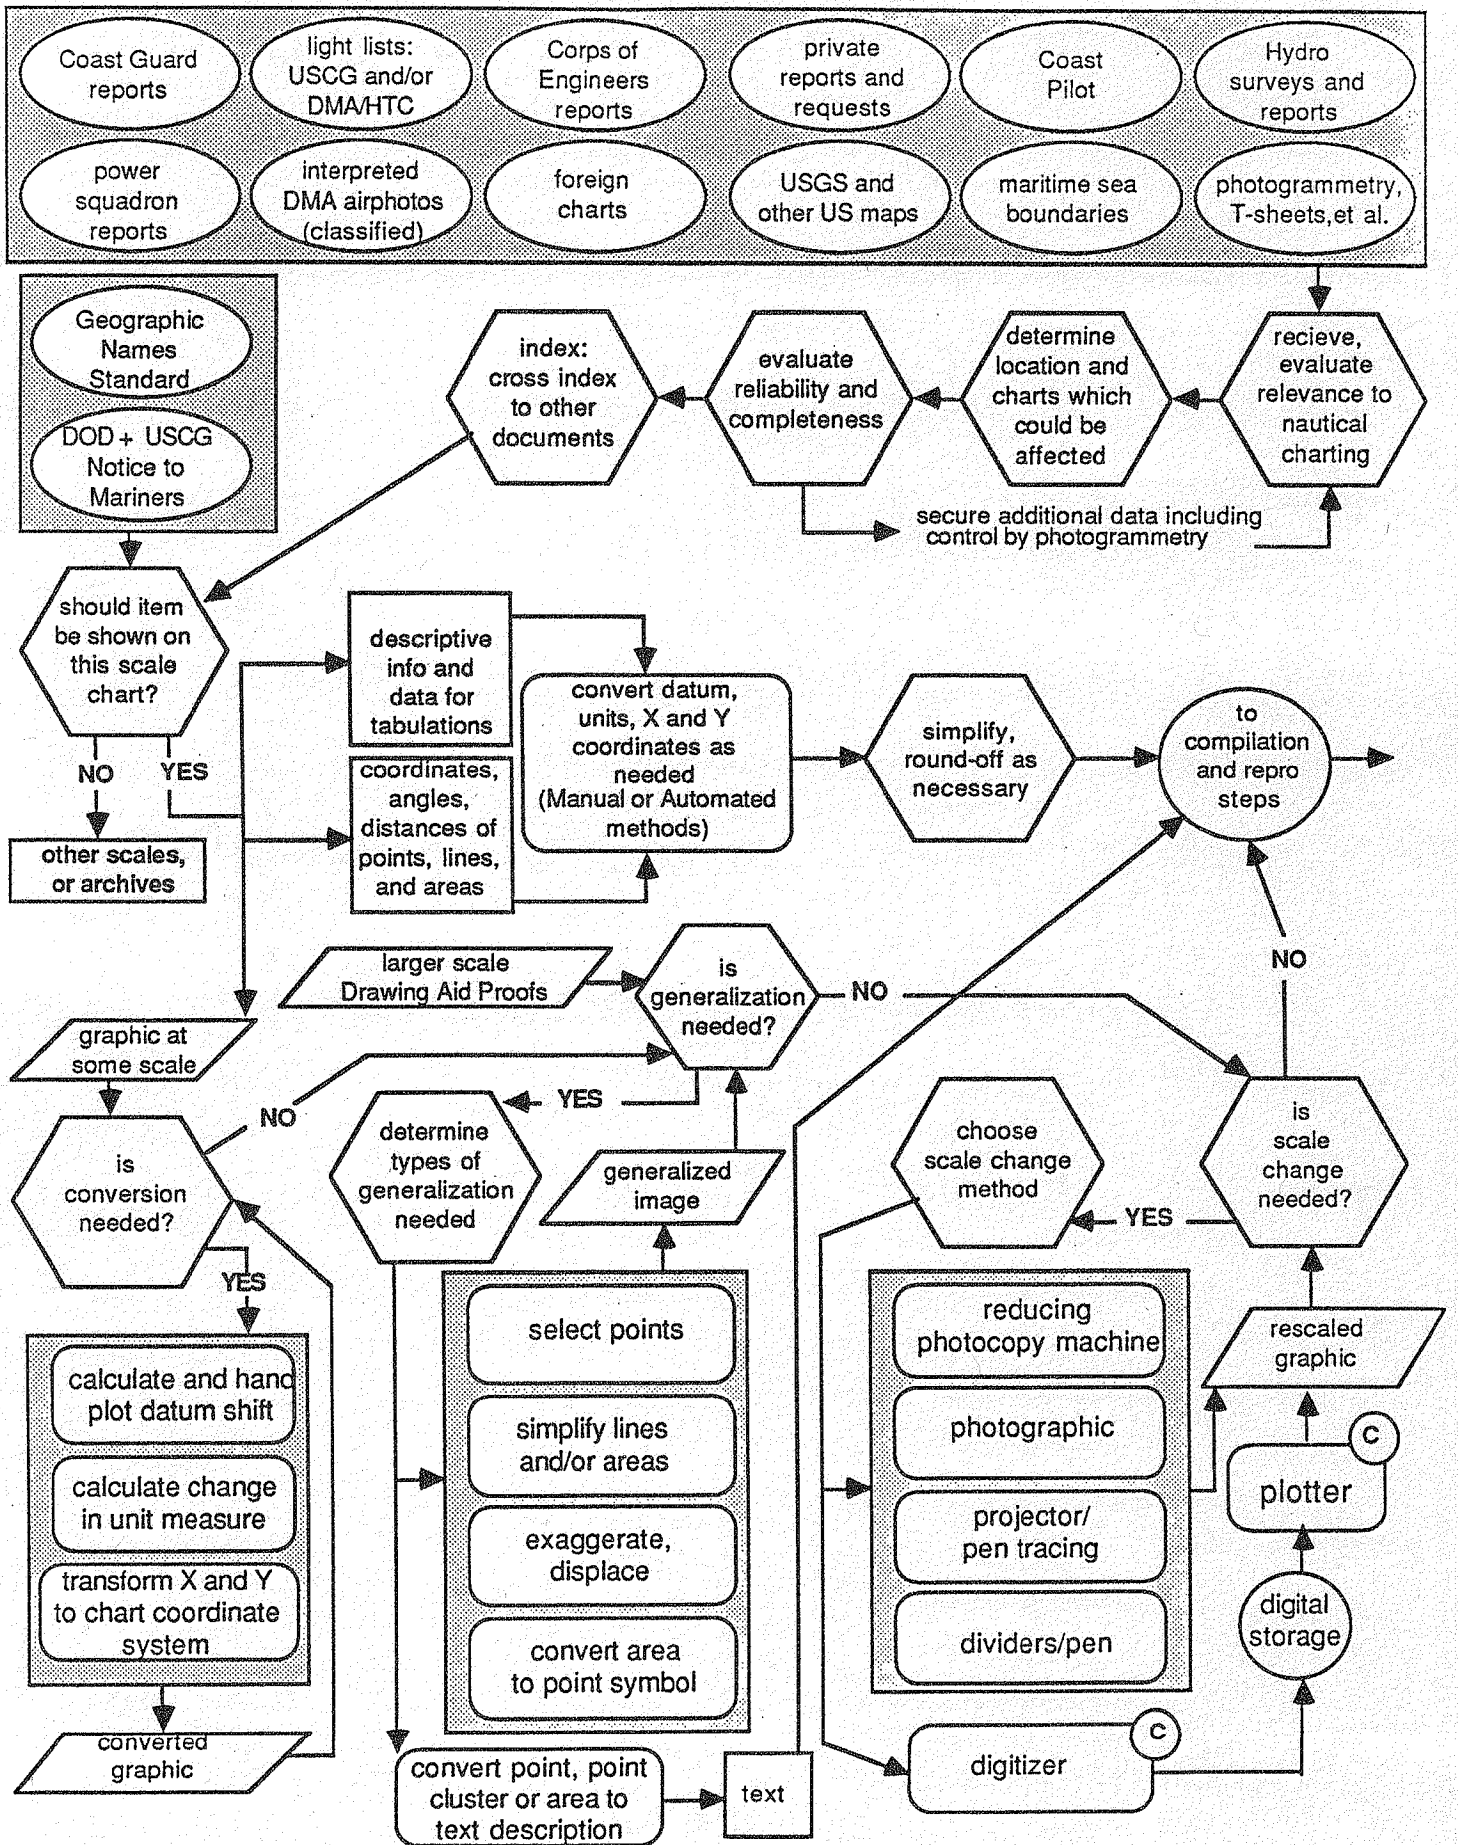 Coast Guard
reports
light lists:
USCG and/or
DMA/HTC
Corps of
Engineers
reports
private
reports and
requests
Coast
Pilot
Hydro
surveys and
reports
power
squadron
reports
interpreted
DMA airphotos
(classified)
foreign
charts
USGS and
other US maps
maritime sea
boundaries
photogrammetry,
T-sheets,et al.
Geographic
Names
Standard
DOD + USCG
Notice to
Mariners
index:
cross index
to other
documents
evaluate
reliability and
completeness
determine
location and
charts which
could be
affected
recieve,
evaluate
relevance to
nautical
charting
secure additional data including
control by photogrammetry
should item
be shown on
this scale
chart?
NO
YES
other scales,
or archives
descriptive
info and
data for
tabulations
coordinates,
angles,
distances of
points, lines,
and areas
convert datum,
units, X and Y
coordinates as
needed
(Manual or Automated
methods)
simplify,
round-off as
necessary
to
compilation
and repro
steps
larger scale
Drawing Aid Proofs
is
generalization
needed?
NO
NO
graphic at
some scale
NO
YES
is
conversion
needed?
YES
determine
types of
generalization
needed
generalized
image
choose
scale change
method
YES
is
scale
change
needed?
calculate and hand
plot datum shift
calculate change
in unit measure
transform X and Y
to chart coordinate
system
converted
graphic
select points
simplify lines
and/or areas
exaggerate,
displace
convert area
to point symbol
convert point, point
cluster or area to
text description
text
reducing
photocopy machine
photographic
projector/
pen tracing
dividers/pen
rescaled
graphic
C
plotter
digital
storage
C
digitizer